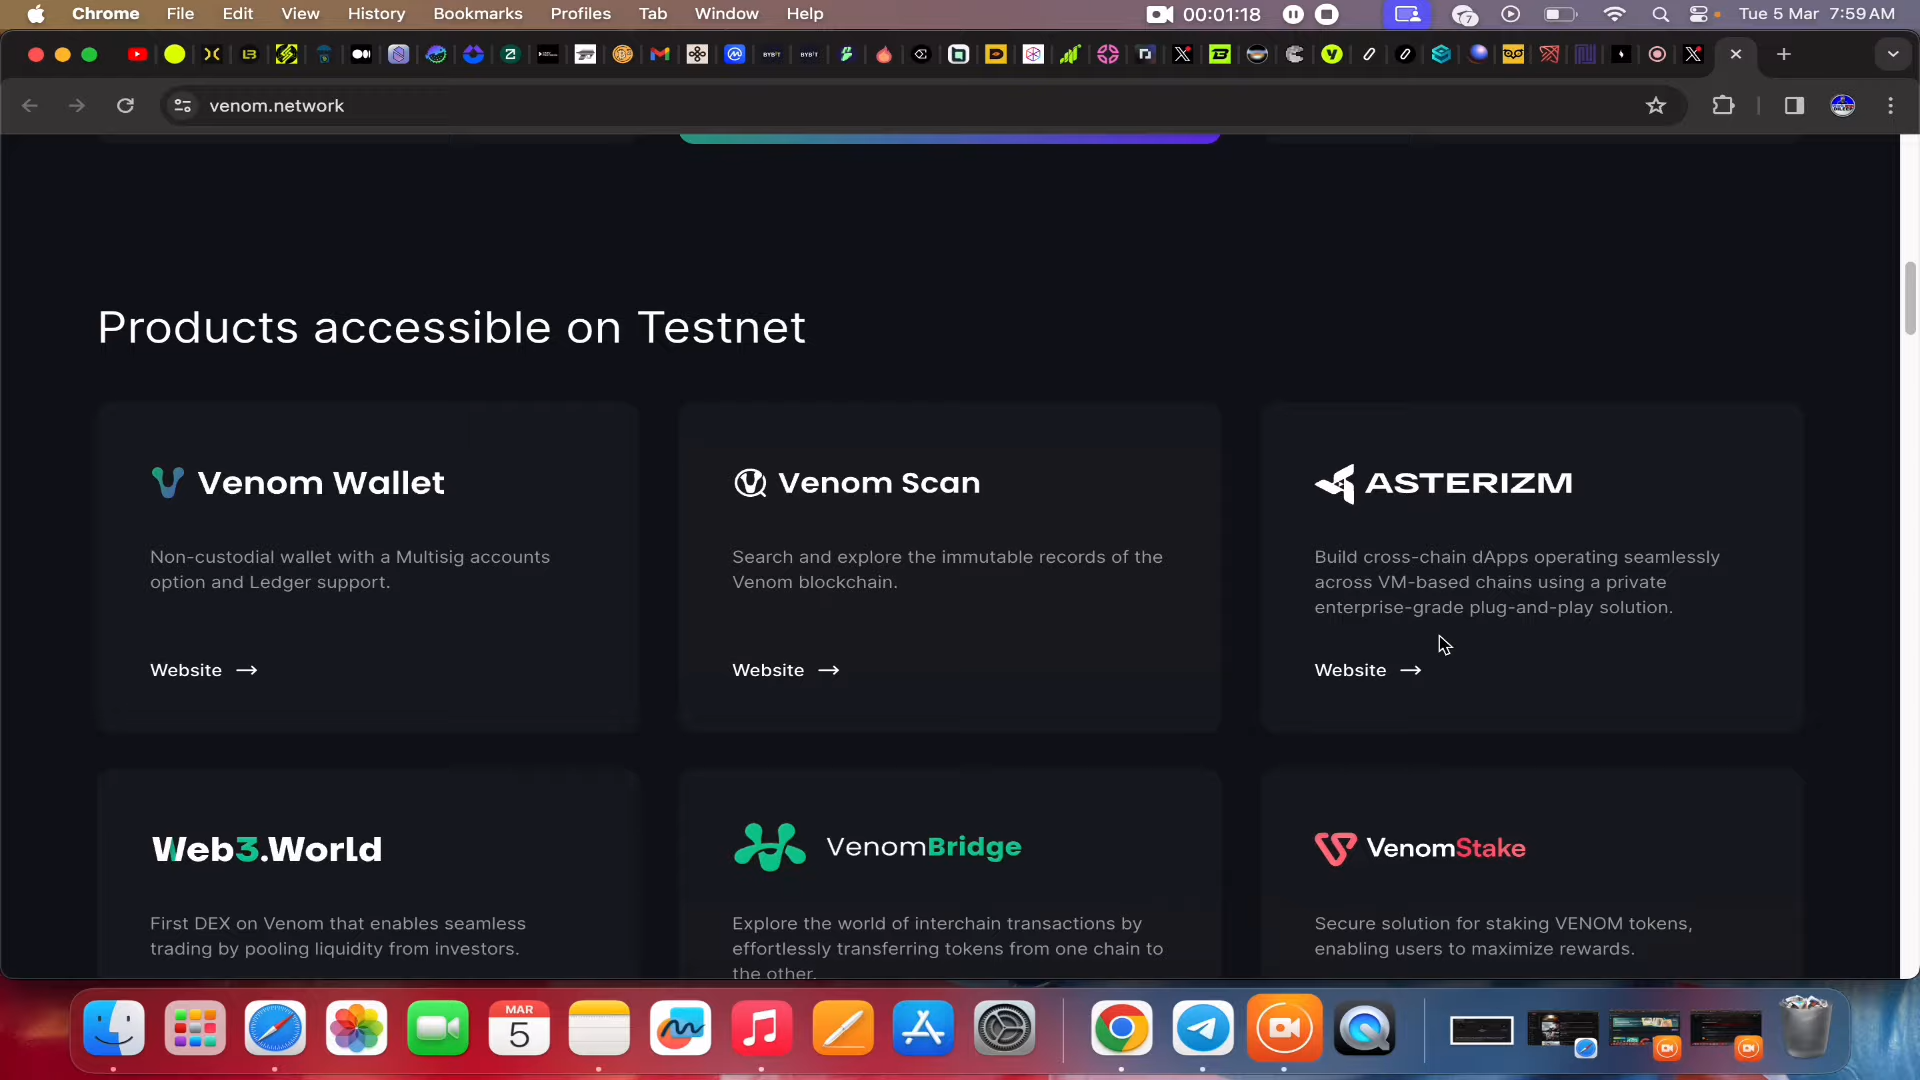 Chrome File Edit View History Bookmarks Profiles Tab Window Help 00:01:18 7 Tue 5 Mar 7:59 AM
venom.network
Products accessible on Testnet
Venom Wallet
Non-custodial wallet with a Multisig accounts
option and Ledger support.
Website →
Venom Scan
Search and explore the immutable records of the
Venom blockchain.
Website →
ASTERIZM
Build cross-chain dApps operating seamlessly
across VM-based chains using a private
enterprise-grade plug-and-play solution.
Website →
Web3.World
First DEX on Venom that enables seamless
trading by pooling liquidity from investors.
VenomBridge
Explore the world of interchain transactions by
effortlessly transferring tokens from one chain to
the other.
VenomStake
Secure solution for staking VENOM tokens,
enabling users to maximize rewards.
MAR
5